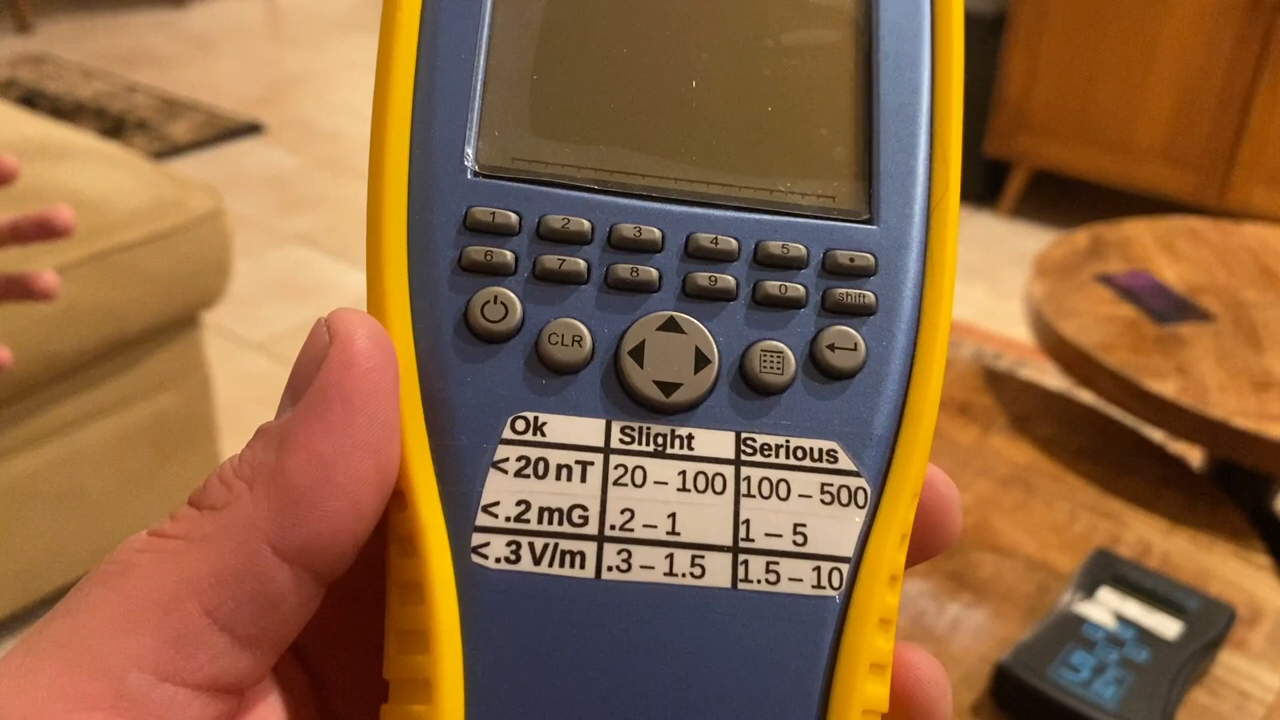 1 2 3 4 5 •
6 7 8 9 0 shift
CLR
Ok Slight Serious
<20 nT 20 – 100 100 – 500
<.2 mG .2 – 1 1 – 5
<.3 V/m .3 – 1.5 1.5 – 10